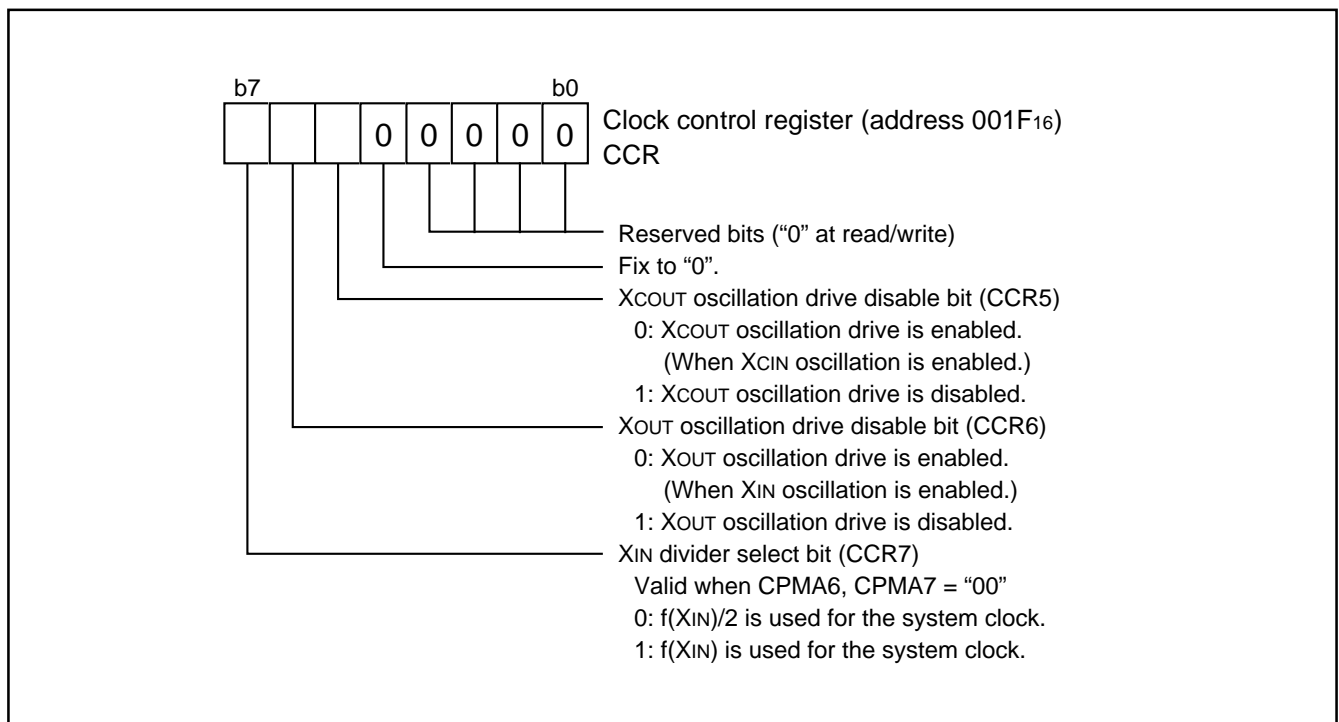 b7 b0
0 0 0 0 0
Clock control register (address 001F16)
CCR
Reserved bits (“0” at read/write)
Fix to “0”.
XCOUT oscillation drive disable bit (CCR5)
0: XCOUT oscillation drive is enabled.
(When XCIN oscillation is enabled.)
1: XCOUT oscillation drive is disabled.
XOUT oscillation drive disable bit (CCR6)
0: XOUT oscillation drive is enabled.
(When XIN oscillation is enabled.)
1: XOUT oscillation drive is disabled.
XIN divider select bit (CCR7)
Valid when CPMA6, CPMA7 = “00”
0: f(XIN)/2 is used for the system clock.
1: f(XIN) is used for the system clock.